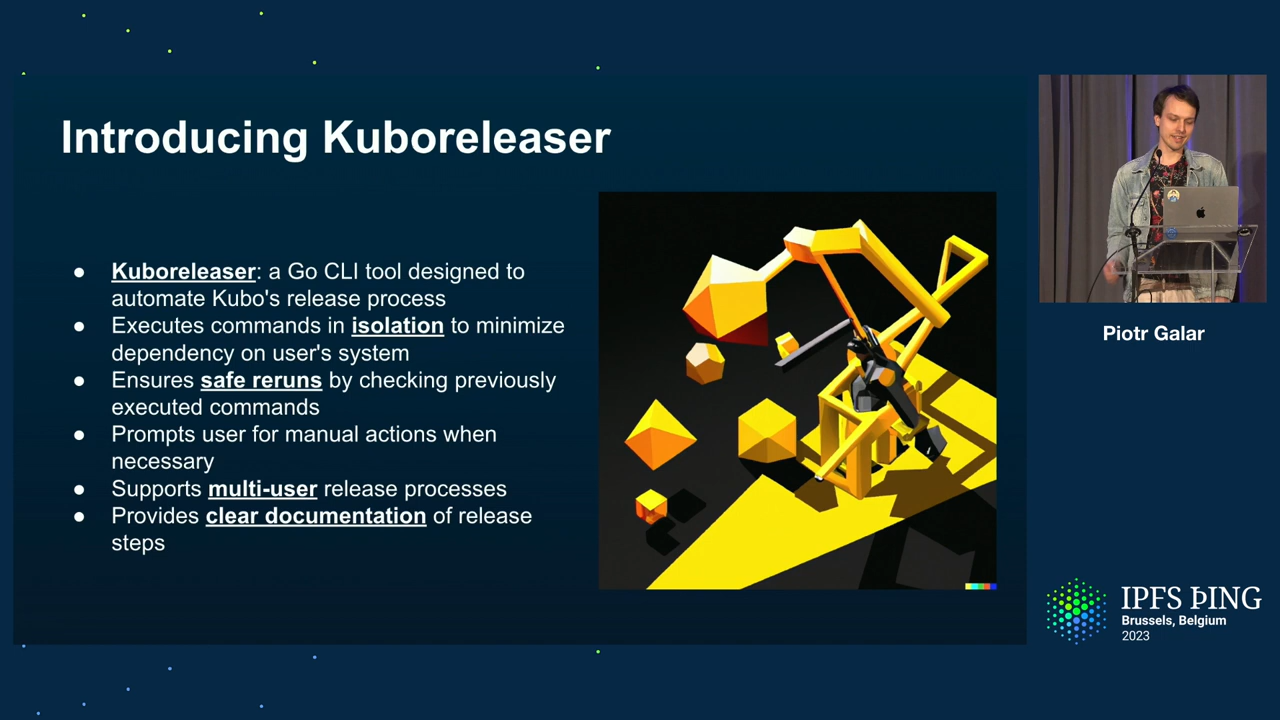 Introducing Kuboreleaser
● Kuboreleaser: a Go CLI tool designed to
automate Kubo's release process
● Executes commands in isolation to minimize
dependency on user's system
● Ensures safe reruns by checking previously
executed commands
● Prompts user for manual actions when
necessary
● Supports multi-user release processes
● Provides clear documentation of release
steps
Piotr Galar
IPFS ÞING
Brussels, Belgium
2023